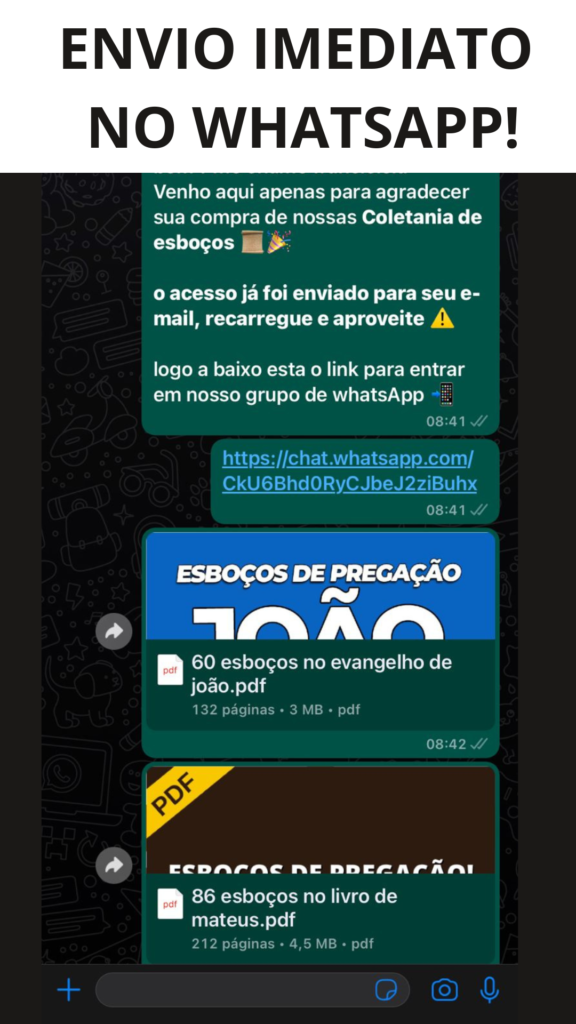 ENVIO IMEDIATO
NO WHATSAPP!
Venho aqui apenas para agradecer
sua compra de nossas Coletania de
esboços 📜🎉
o acesso já foi enviado para seu e-
mail, recarregue e aproveite ⚠️
logo a baixo esta o link para entrar
em nosso grupo de whatsApp 📲
08:41
https://chat.whatsapp.com/
CkU6Bhd0RyCJbeJ2ziBuhx
08:41
ESBOÇOS DE PREGAÇÃO
JOÃO
pdf
60 esboços no evangelho de
joão.pdf
132 páginas • 3 MB • pdf
08:42
PDF
ESBOÇOS DE PREGAÇÃO!
pdf
86 esboços no livro de
mateus.pdf
212 páginas • 4,5 MB • pdf